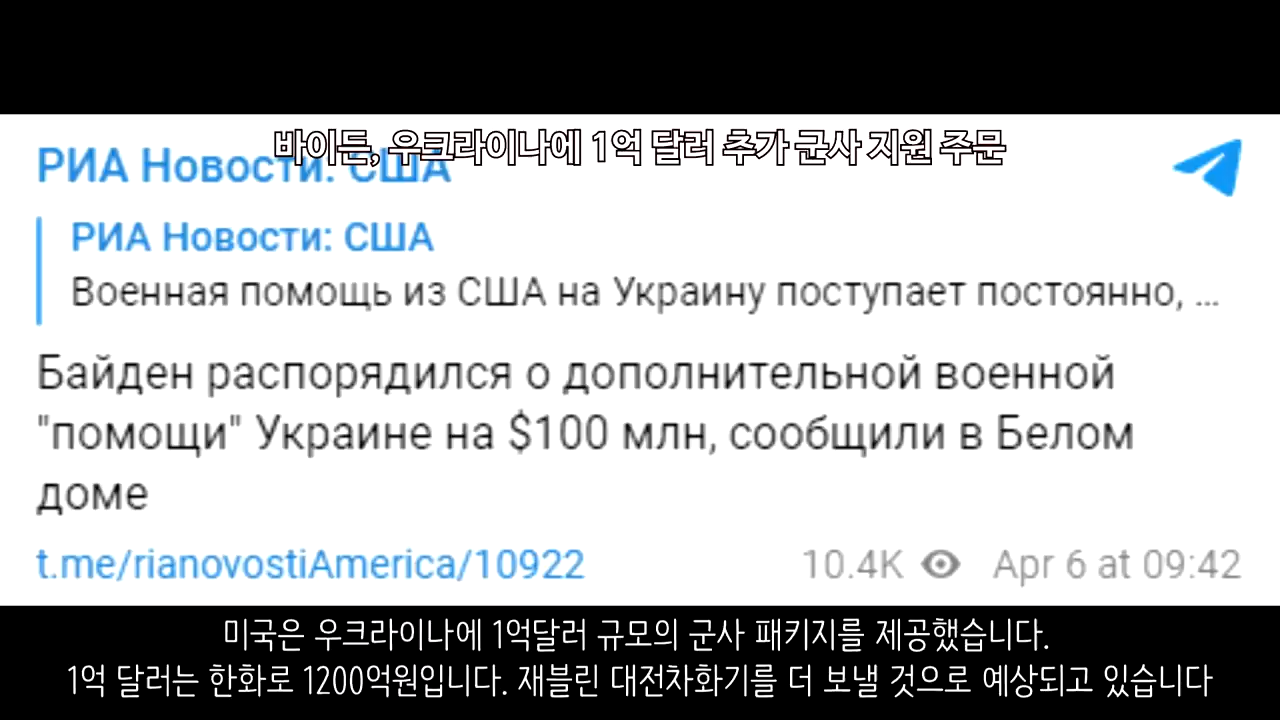 바이든, 우크라이나에 1억 달러 추가 군사 지원 주문
РИА Новости: США
РИА Новости: США
Военная помощь из США на Украину поступает постоянно, ...
Байден распорядился о дополнительной военной
"помощи" Украине на $100 млн, сообщили в Белом
доме
t.me/rianovostiAmerica/10922 10.4K Apr 6 at 09:42
미국은 우크라이나에 1억달러 규모의 군사 패키지를 제공했습니다.
1억 달러는 한화로 1200억원입니다. 재블린 대전차화기를 더 보낼 것으로 예상되고 있습니다